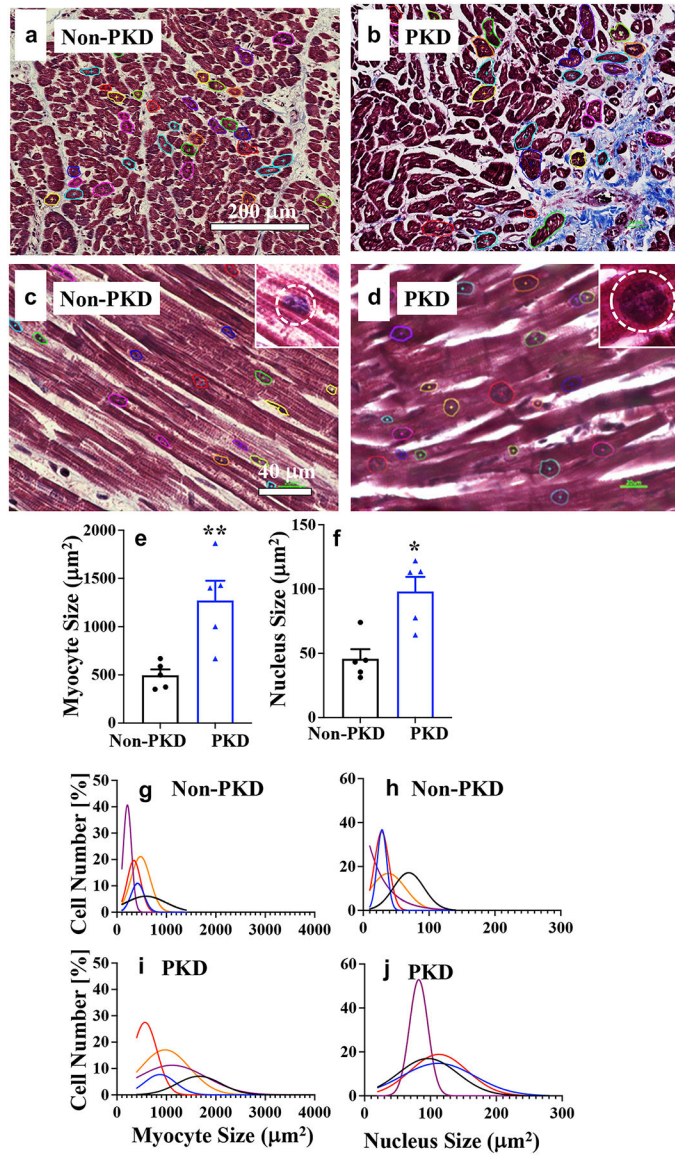 a Non-PKD
200 μm
b PKD
c Non-PKD
40 μm
d PKD
20μm
e
**
Myocyte Size (μm²)
2000
1500
1000
500
0
Non-PKD PKD
f
*
Nucleus Size (μm²)
150
100
50
0
Non-PKD PKD
g Non-PKD
Cell Number [%]
50
40
30
20
10
0
0 1000 2000 3000 4000
h Non-PKD
60
40
20
0
0 100 200 300
i PKD
Cell Number [%]
50
40
30
20
10
0
0 1000 2000 3000 4000
Myocyte Size (μm²)
j PKD
60
40
20
0
0 100 200 300
Nucleus Size (μm²)